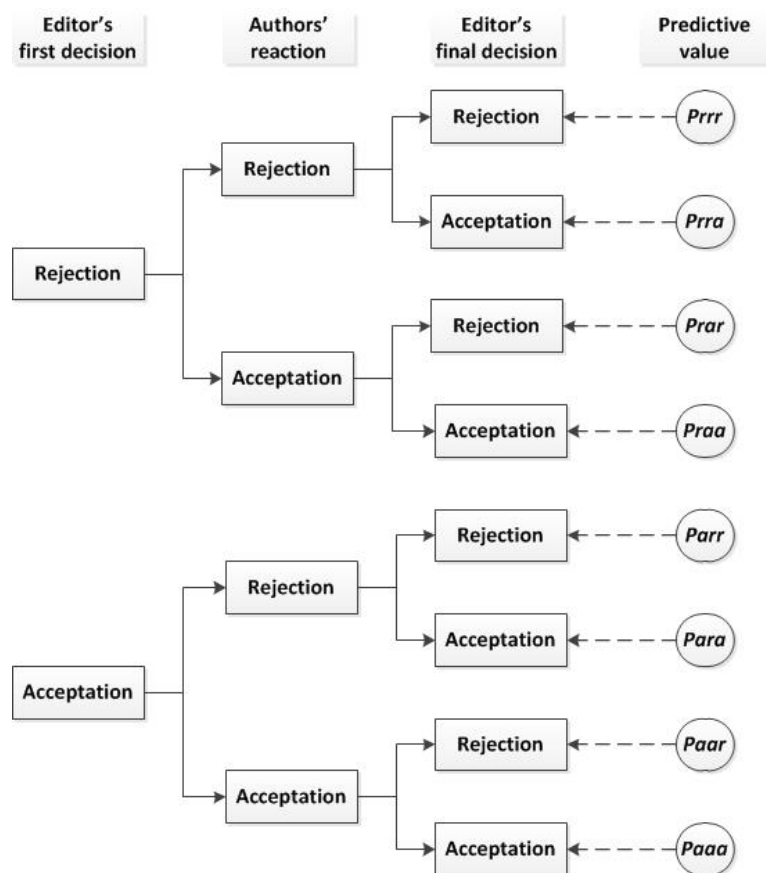 Editor's
first decision
Authors'
reaction
Editor's
final decision
Predictive
value
Rejection
Prrr
Rejection
Acceptation
Prra
Rejection
Rejection
Prar
Acceptation
Acceptation
Praa
Rejection
Parr
Rejection
Acceptation
Para
Acceptation
Rejection
Paar
Acceptation
Acceptation
Paaa